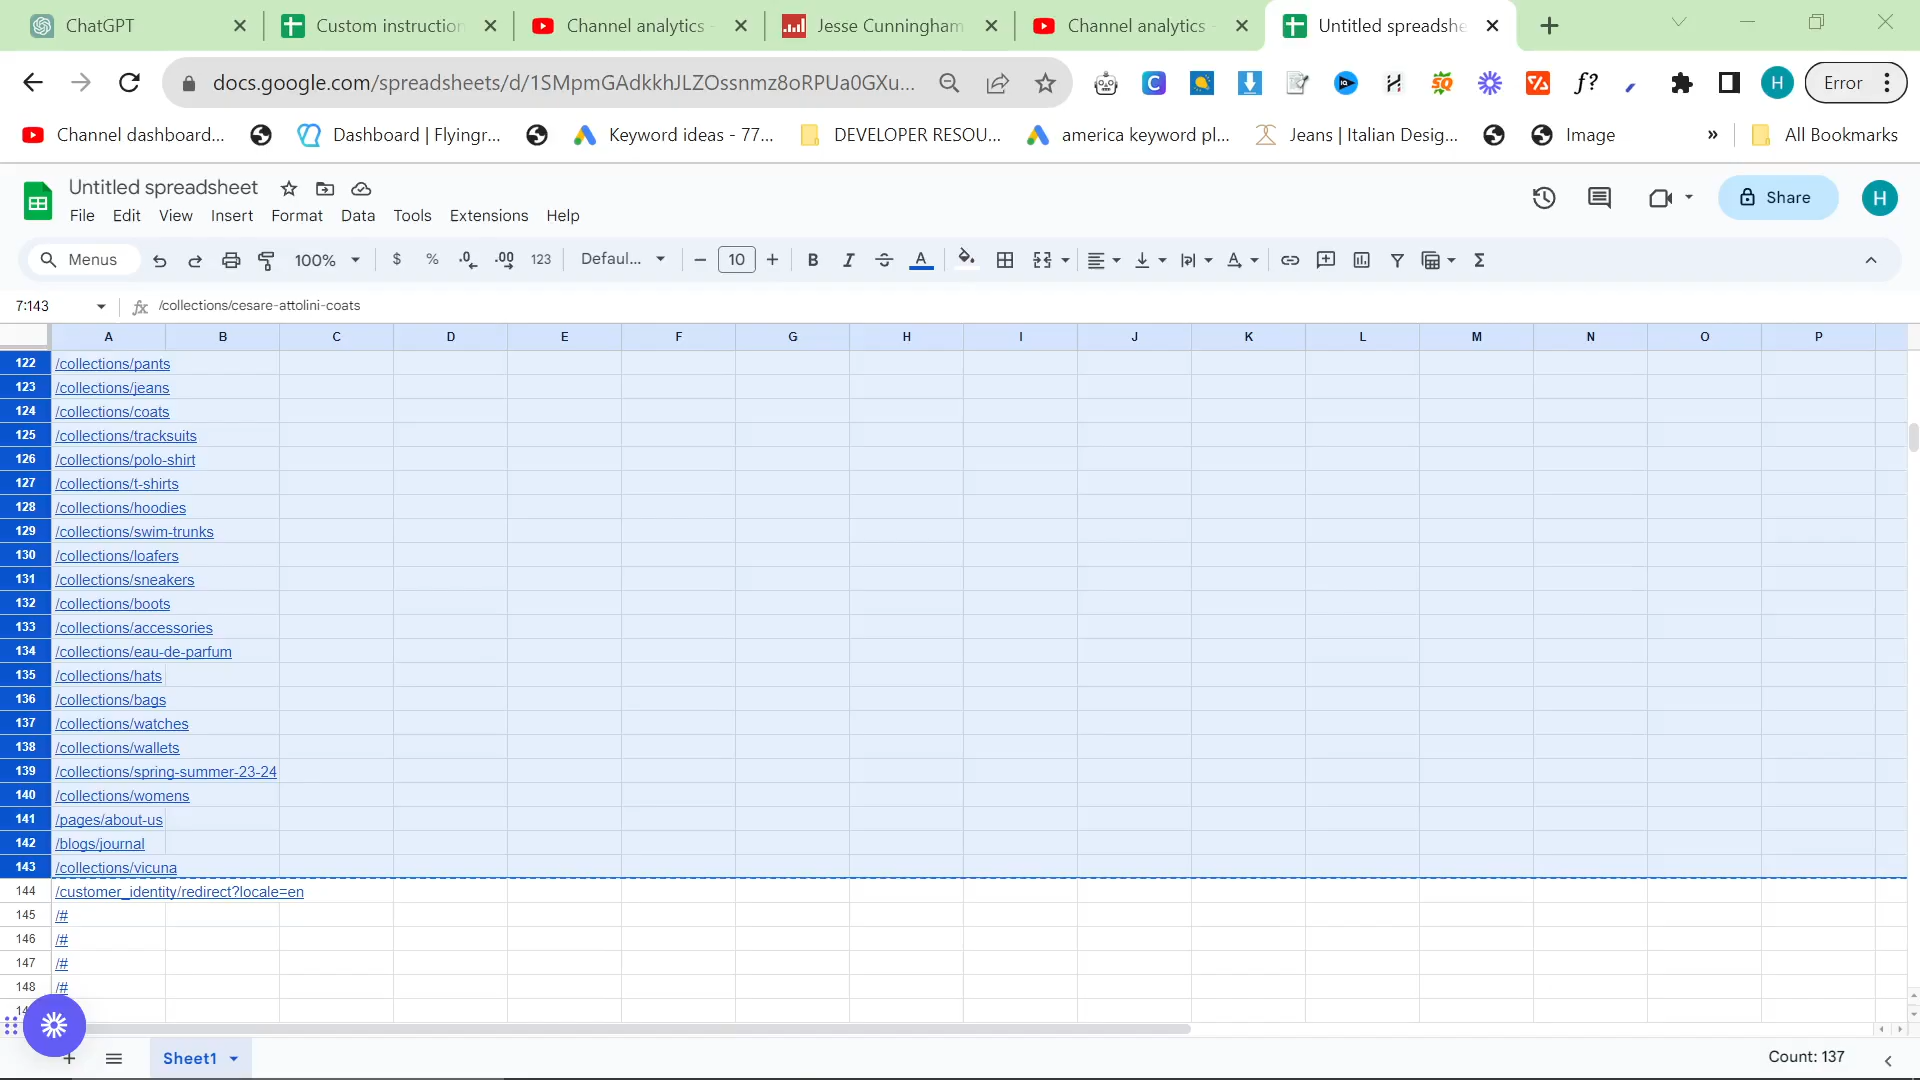 ChatGPT
Custom instruction
Channel analytics -
Jesse Cunningham
Channel analytics -
Untitled spreadshe
docs.google.com/spreadsheets/d/1SMpmGAdkkhJLZOssnmz8oRPUa0GXu...
Error
Channel dashboard...
Dashboard | Flyingr...
Keyword ideas - 77...
DEVELOPER RESOU...
america keyword pl...
Jeans | Italian Desig...
Image
»
All Bookmarks
Untitled spreadsheet
File Edit View Insert Format Data Tools Extensions Help
Share
H
Menus
100%
$ % .0 .00 123
Defaul...
10
B I A
7:143
fx /collections/cesare-attolini-coats
A B C D E F G H I J K L M N O P
122 /collections/pants
123 /collections/jeans
124 /collections/coats
125 /collections/tracksuits
126 /collections/polo-shirt
127 /collections/t-shirts
128 /collections/hoodies
129 /collections/swim-trunks
130 /collections/loafers
131 /collections/sneakers
132 /collections/boots
133 /collections/accessories
134 /collections/eau-de-parfum
135 /collections/hats
136 /collections/bags
137 /collections/watches
138 /collections/wallets
139 /collections/spring-summer-23-24
140 /collections/womens
141 /pages/about-us
142 /blogs/journal
143 /collections/vicuna
144 /customer_identity/redirect?locale=en
145 /#
146 /#
147 /#
148 /#
Sheet1
Count: 137